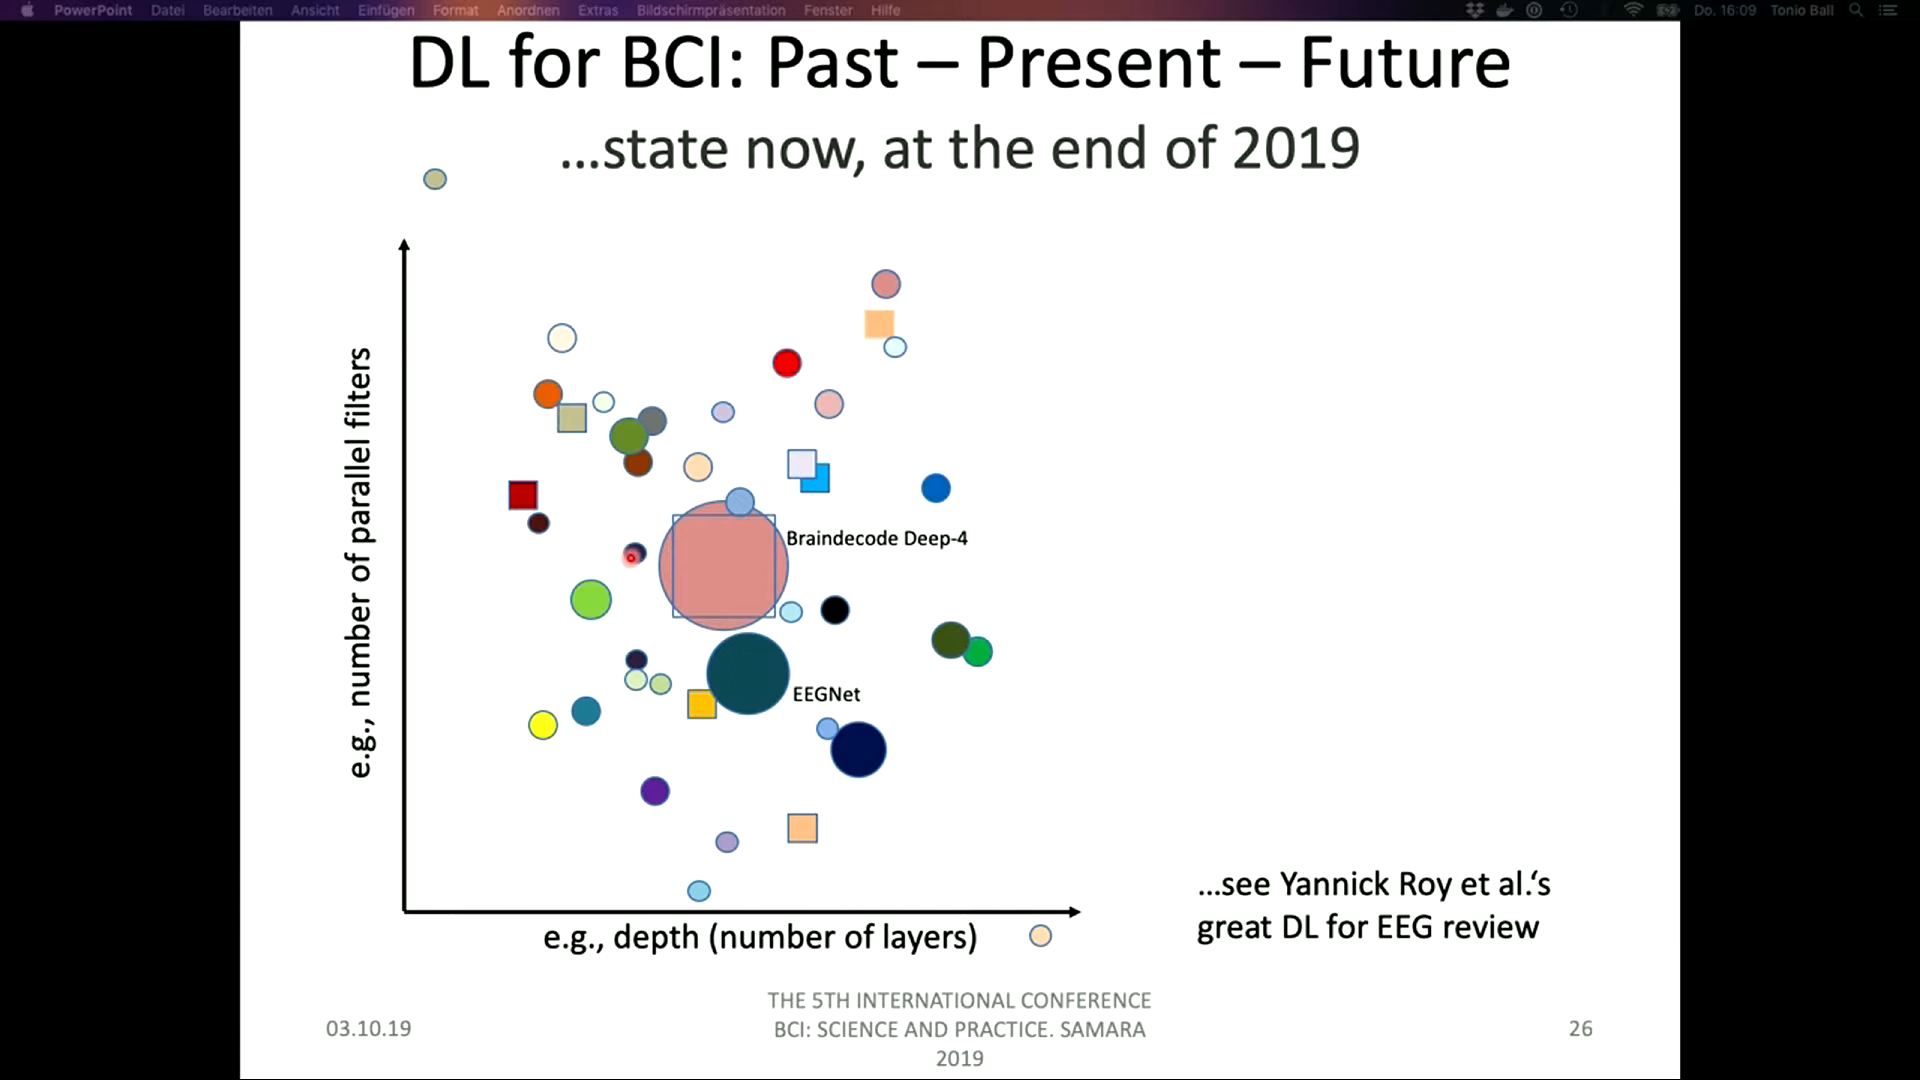 PowerPoint Datei Bearbeiten Ansicht Einfügen Format Anordnen Extras Bildschirmpräsentation Fenster Hilfe Do. 16:09 Tonio Ball
DL for BCI: Past – Present – Future
...state now, at the end of 2019
e.g., number of parallel filters
Braindecode Deep-4
EEGNet
e.g., depth (number of layers)
...see Yannick Roy et al.‘s
great DL for EEG review
03.10.19
THE 5TH INTERNATIONAL CONFERENCE
BCI: SCIENCE AND PRACTICE. SAMARA
2019
26